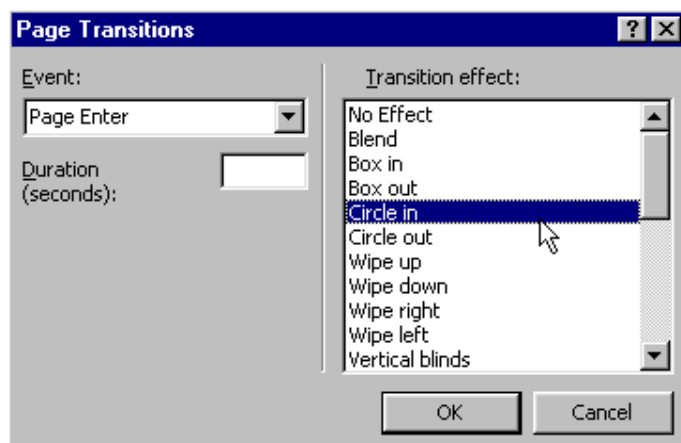 Page Transitions
Event:
Page Enter
Duration
(seconds):
Transition effect:
No Effect
Blend
Box in
Box out
Circle in
Circle out
Wipe up
Wipe down
Wipe right
Wipe left
Vertical blinds
OK
Cancel